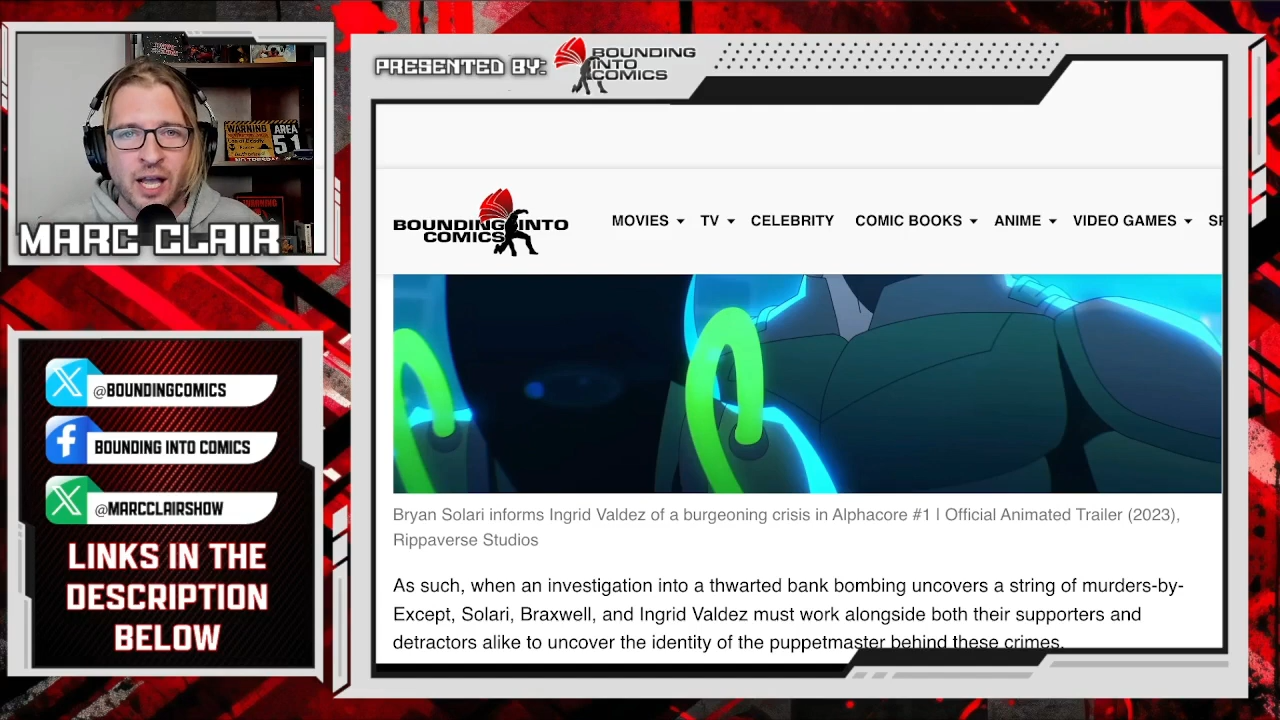 PRESENTED BY:
BOUNDING
INTO
COMICS
WARNING
AREA
51
MARC CLAIR
BOUNDING INTO
COMICS
MOVIES
TV
CELEBRITY
COMIC BOOKS
ANIME
VIDEO GAMES
@BOUNDINGCOMICS
BOUNDING INTO COMICS
@MARCCLAIRSHOW
LINKS IN THE
DESCRIPTION
BELOW
Bryan Solari informs Ingrid Valdez of a burgeoning crisis in Alphacore #1 | Official Animated Trailer (2023),
Rippaverse Studios
As such, when an investigation into a thwarted bank bombing uncovers a string of murders-by-
Except, Solari, Braxwell, and Ingrid Valdez must work alongside both their supporters and
detractors alike to uncover the identity of the puppetmaster behind these crimes.